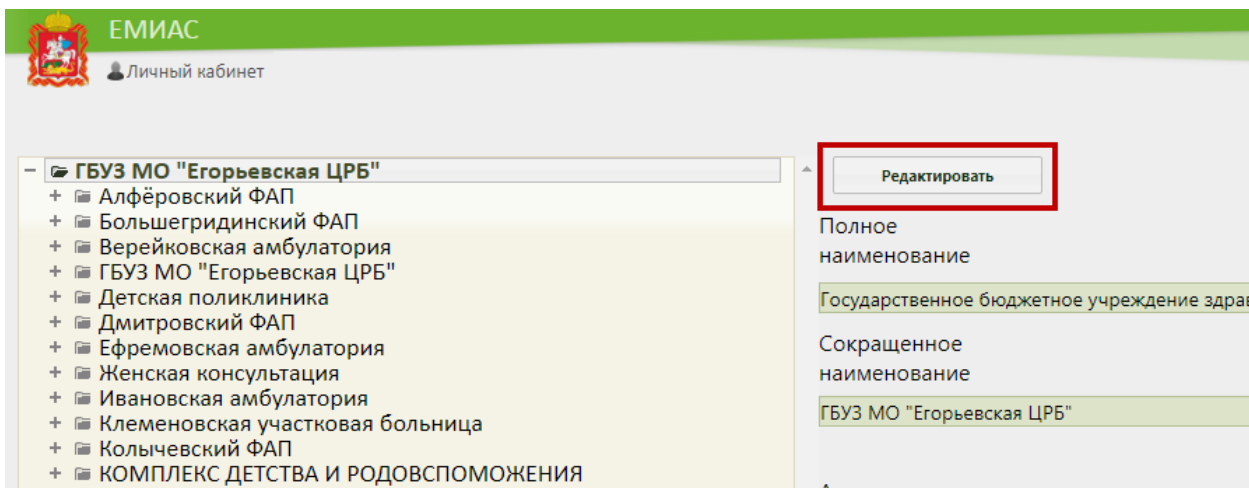 ЕМИАС
Личный кабинет
ГБУЗ МО "Егорьевская ЦРБ"
Алфёровский ФАП
Большегридинский ФАП
Верейковская амбулатория
ГБУЗ МО "Егорьевская ЦРБ"
Детская поликлиника
Дмитровский ФАП
Ефремовская амбулатория
Женская консультация
Ивановская амбулатория
Клеменовская участковая больница
Колычевский ФАП
КОМПЛЕКС ДЕТСТВА И РОДОВСПОМОЖЕНИЯ
Редактировать
Полное
наименование
Государственное бюджетное учреждение
Сокращенное
наименование
ГБУЗ МО "Егорьевская ЦРБ"